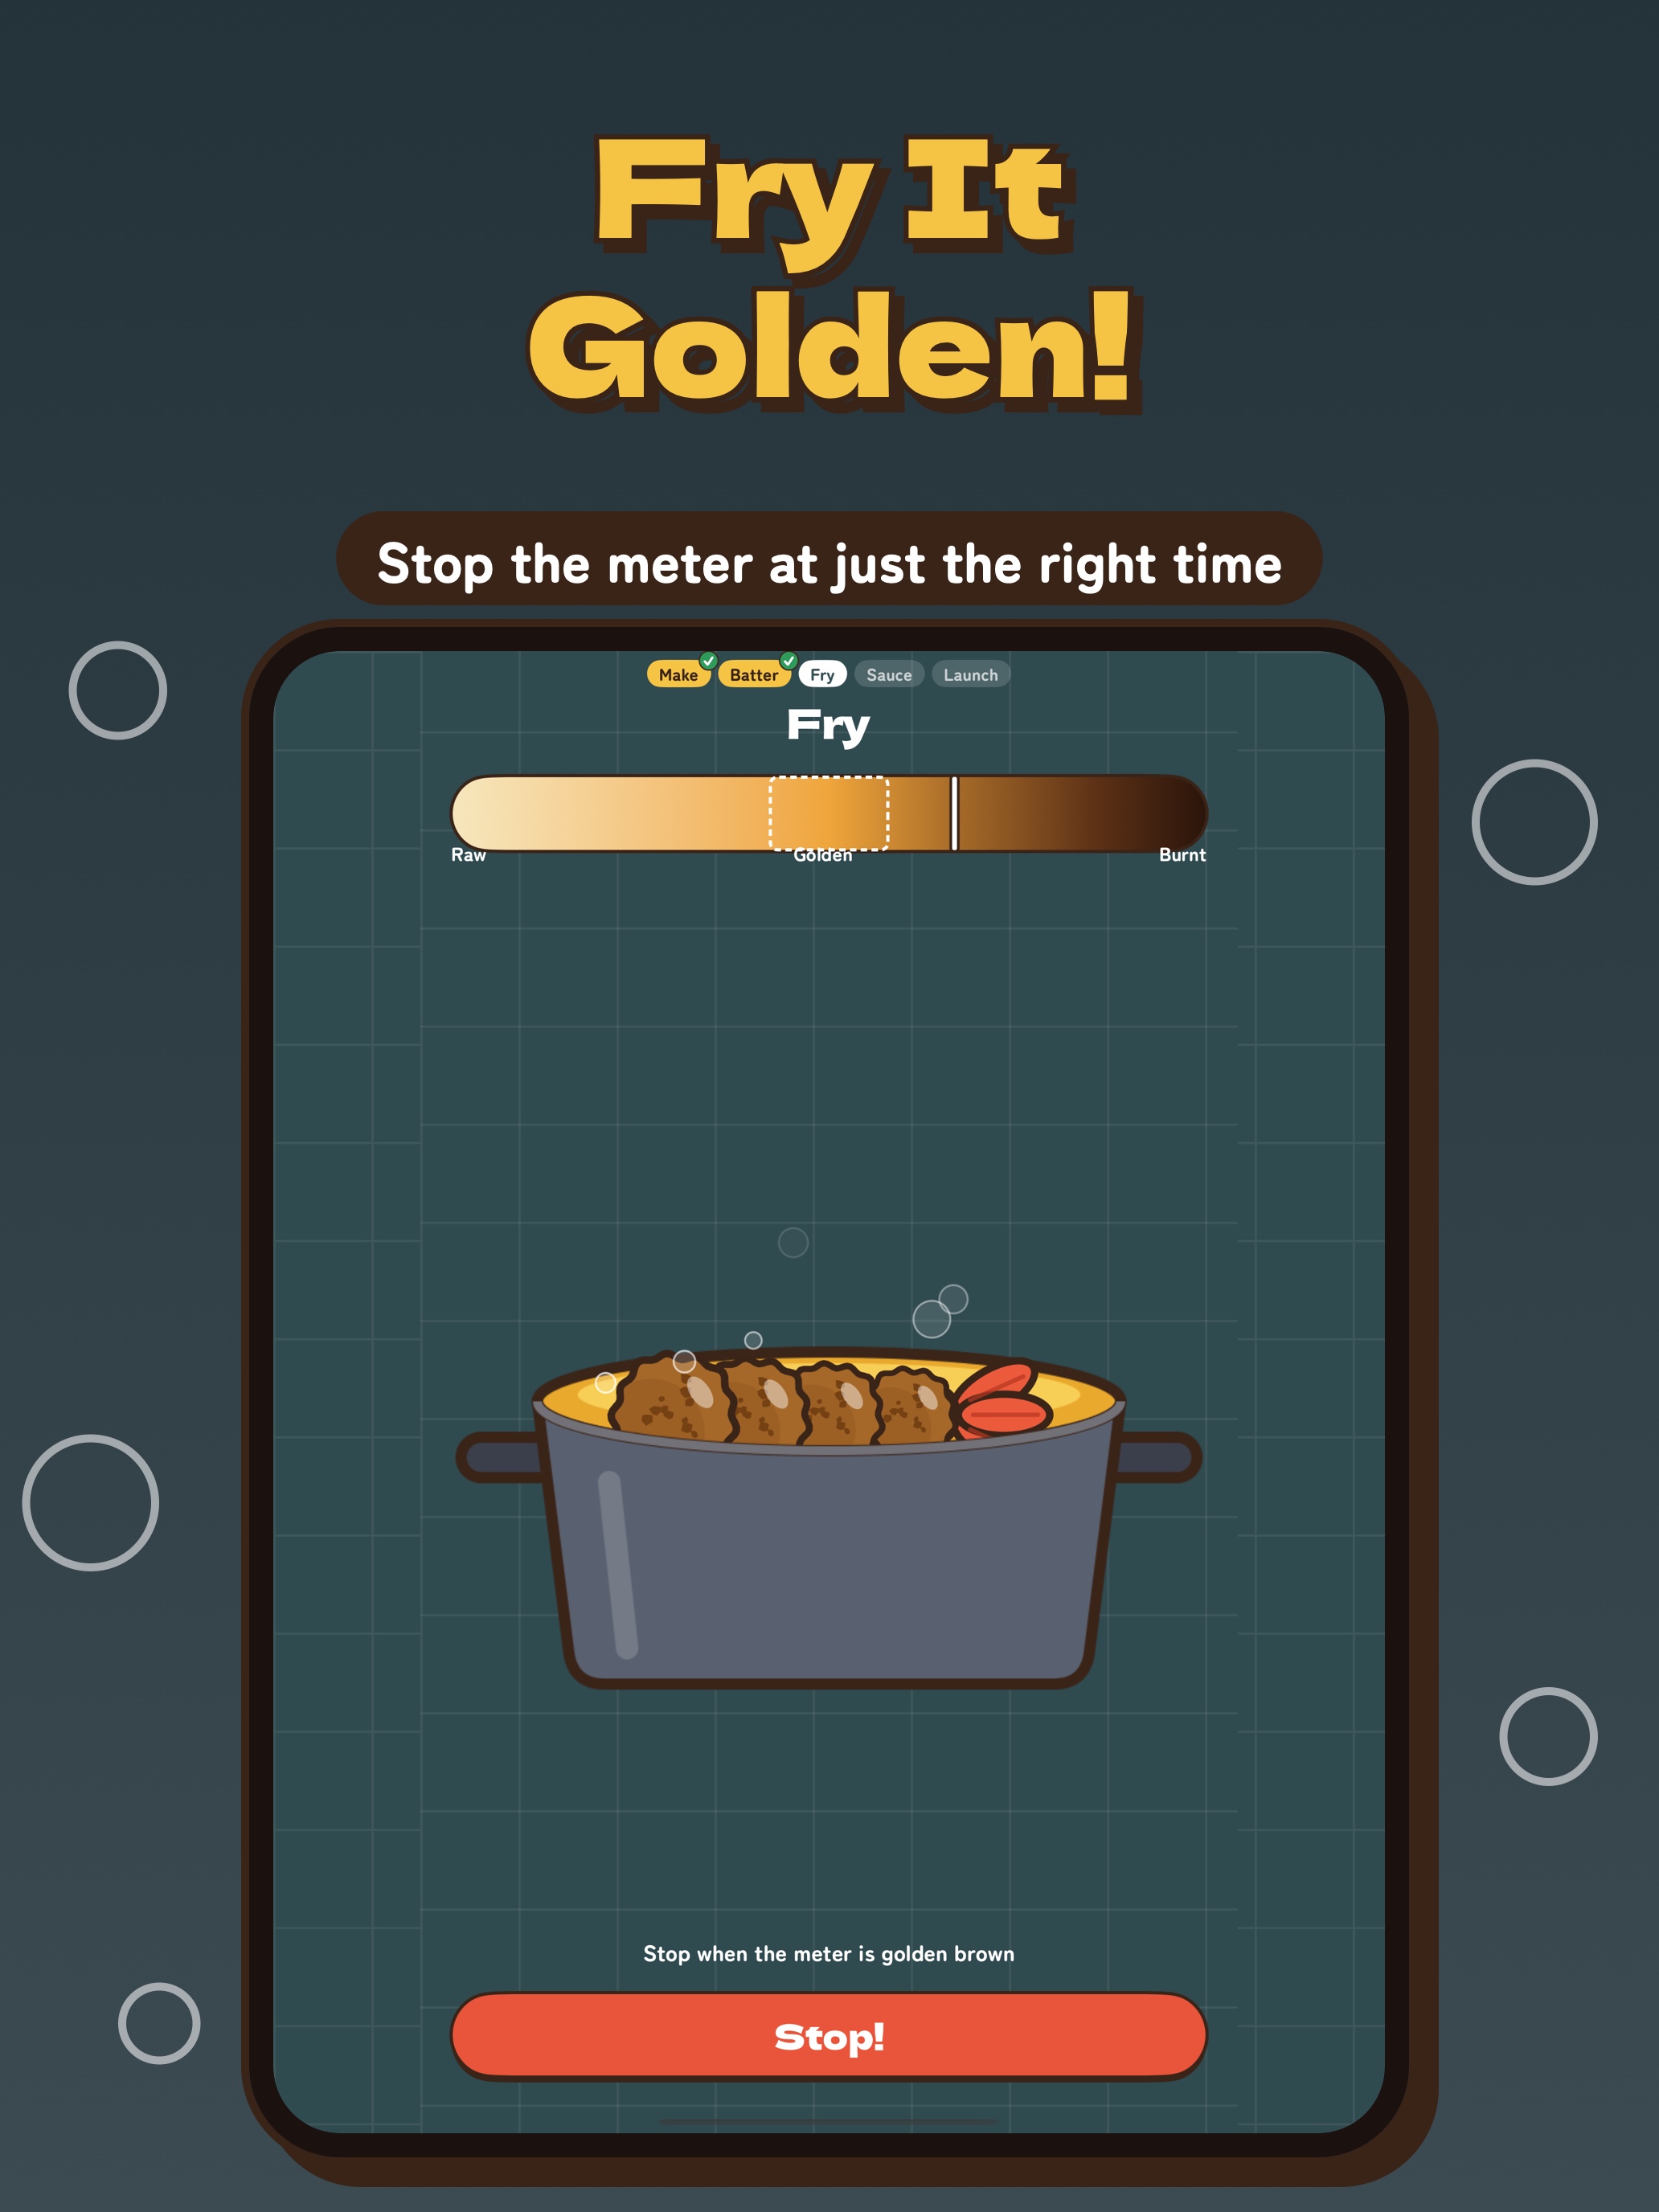 Fry It
Golden!
Stop the meter at just the right time
Make Batter Fry Sauce Launch
Fry
Raw Golden Burnt
Stop when the meter is golden brown
Stop!